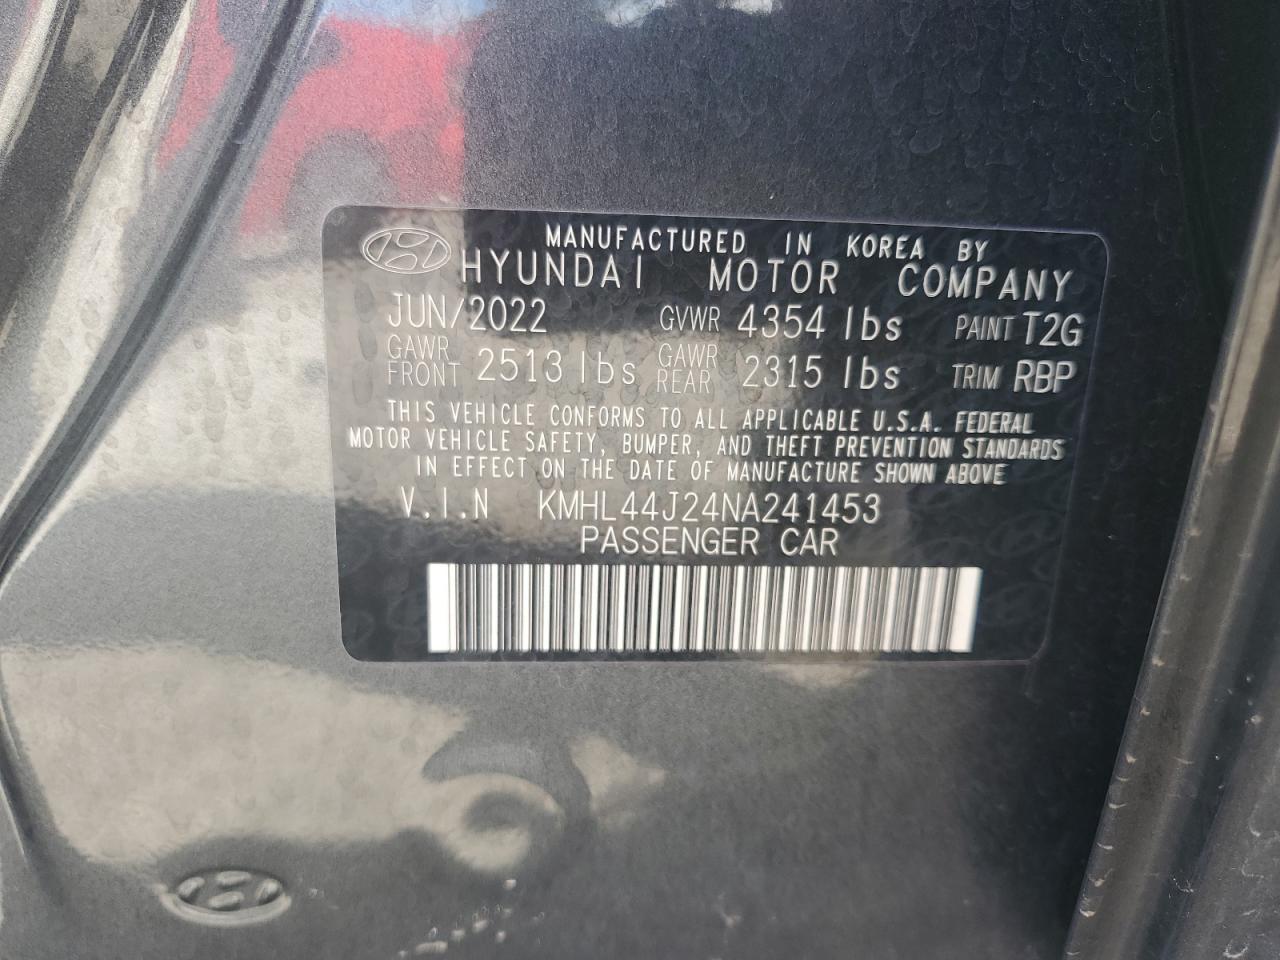 MANUFACTURED IN KOREA BY
HYUNDAI MOTOR COMPANY
JUN/2022 GVWR 4354 lbs PAINT T2G
GAWR FRONT 2513 lbs GAWR REAR 2315 lbs TRIM RBP
THIS VEHICLE CONFORMS TO ALL APPLICABLE U.S.A. FEDERAL
MOTOR VEHICLE SAFETY, BUMPER, AND THEFT PREVENTION STANDARDS
IN EFFECT ON THE DATE OF MANUFACTURE SHOWN ABOVE
V.I.N KMHL44J24NA241453
PASSENGER CAR